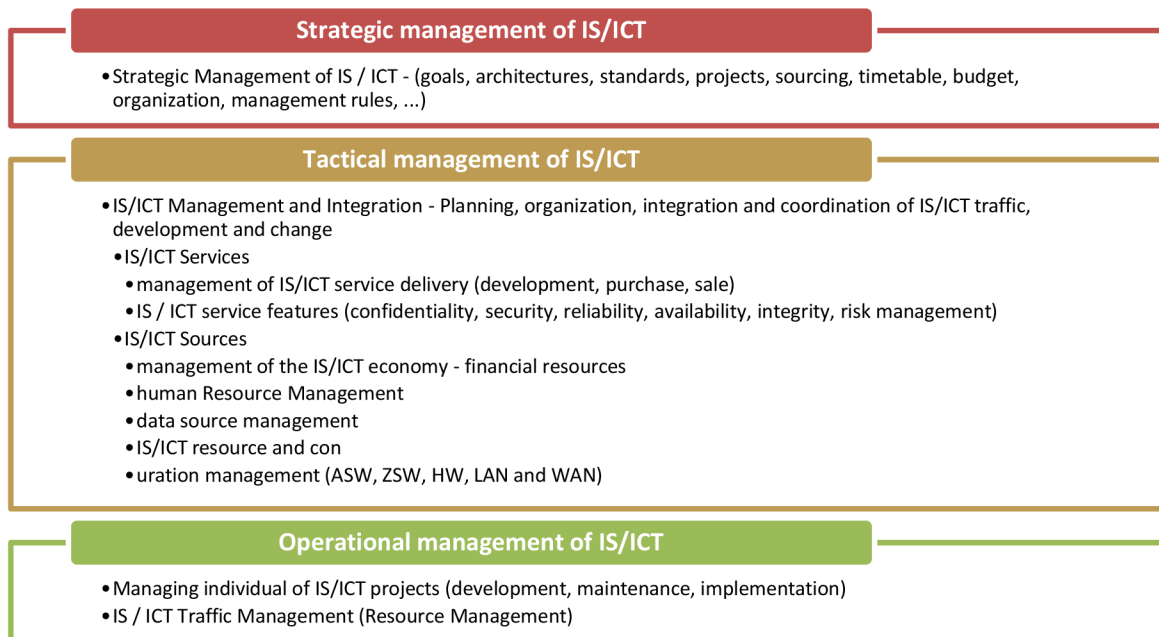 Strategic management of IS/ICT
•Strategic Management of IS / ICT - (goals, architectures, standards, projects, sourcing, timetable, budget,
organization, management rules, ...)
Tactical management of IS/ICT
•IS/ICT Management and Integration - Planning, organization, integration and coordination of IS/ICT traffic,
development and change
•IS/ICT Services
•management of IS/ICT service delivery (development, purchase, sale)
•IS / ICT service features (confidentiality, security, reliability, availability, integrity, risk management)
•IS/ICT Sources
•management of the IS/ICT economy - financial resources
•human Resource Management
•data source management
•IS/ICT resource and con
•uration management (ASW, ZSW, HW, LAN and WAN)
Operational management of IS/ICT
•Managing individual of IS/ICT projects (development, maintenance, implementation)
•IS / ICT Traffic Management (Resource Management)